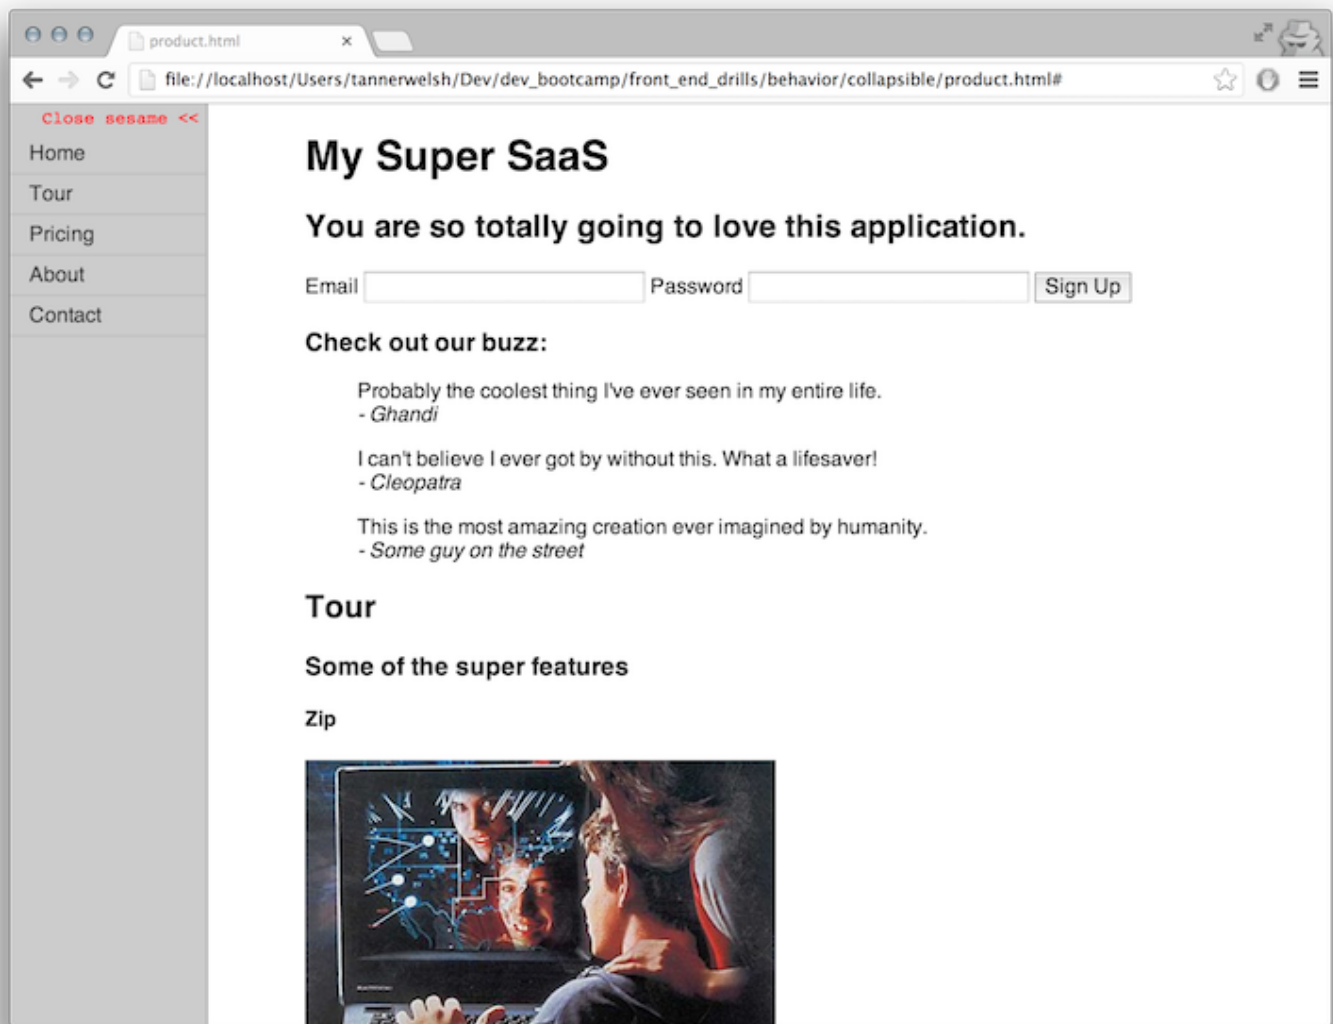 product.html
file://localhost/Users/tannerwelsh/Dev/dev_bootcamp/front_end_drills/behavior/collapsible/product.html#
Close sesame <<
Home
Tour
Pricing
About
Contact
My Super SaaS
You are so totally going to love this application.
Email Password Sign Up
Check out our buzz:
Probably the coolest thing I've ever seen in my entire life.
- Ghandi
I can't believe I ever got by without this. What a lifesaver!
- Cleopatra
This is the most amazing creation ever imagined by humanity.
- Some guy on the street
Tour
Some of the super features
Zip